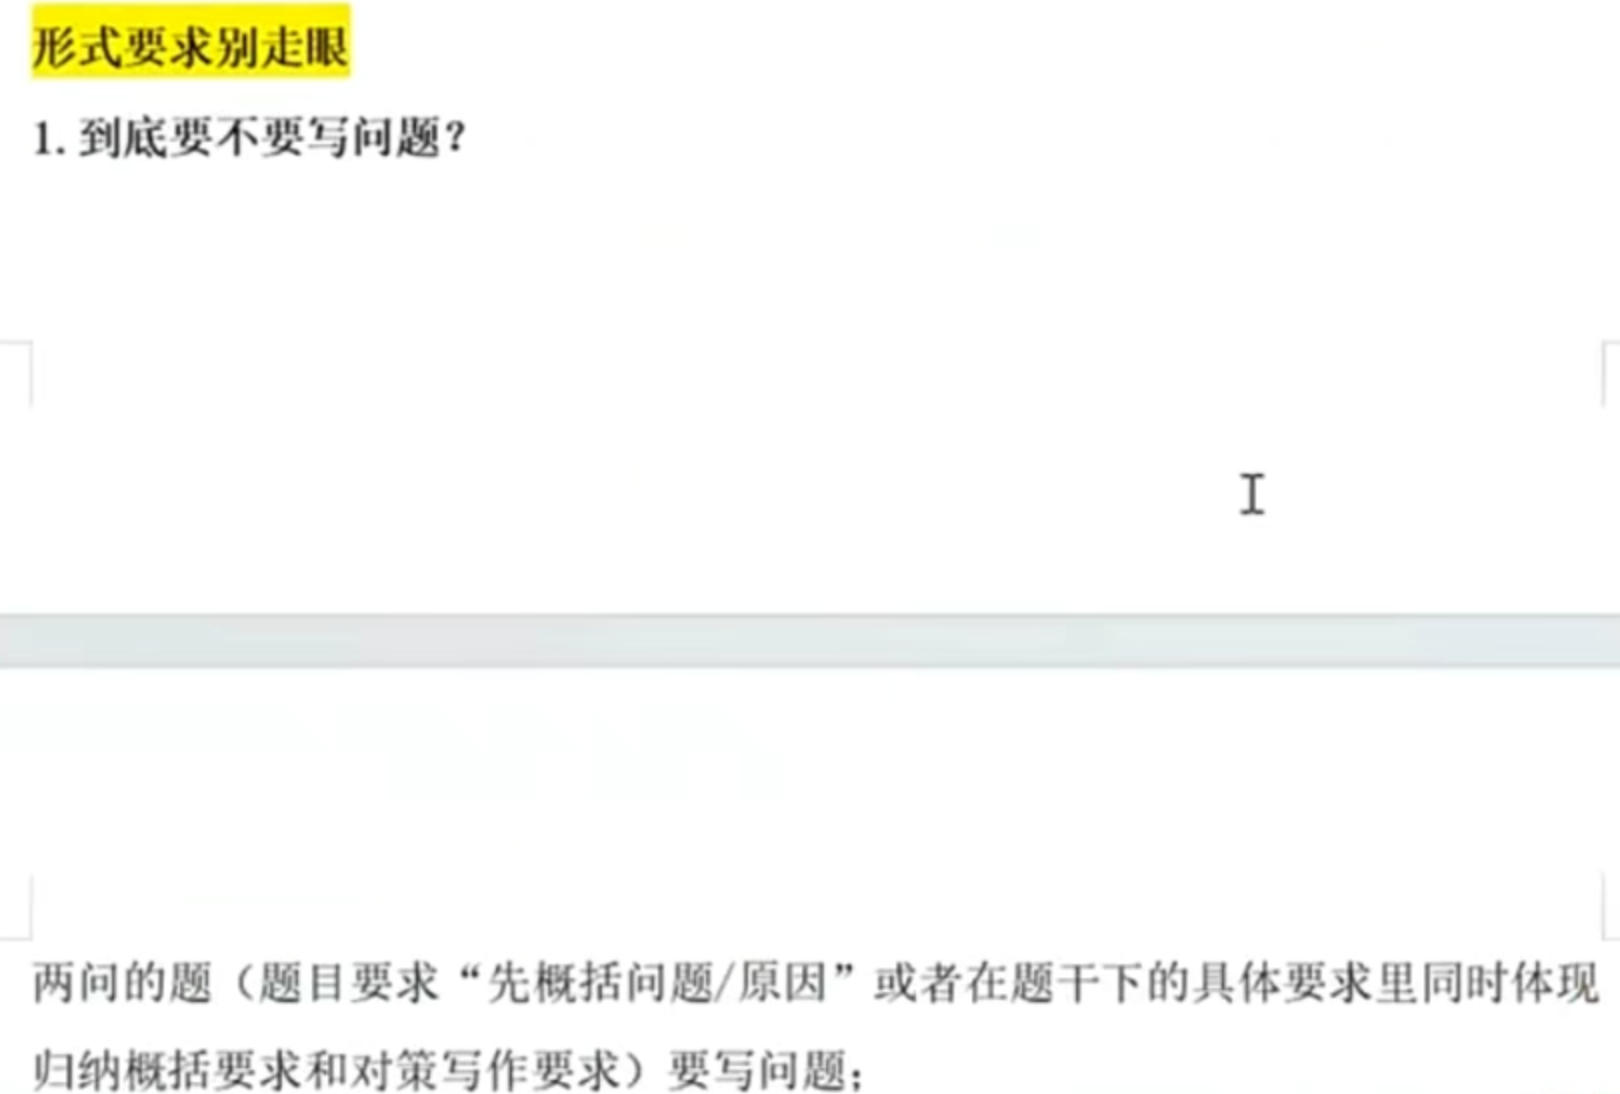 形式要求别走眼
1. 到底要不要写问题？
两问的题（题目要求“先概括问题/原因”或者在题干下的具体要求里同时体现
归纳概括要求和对策写作要求）要写问题；